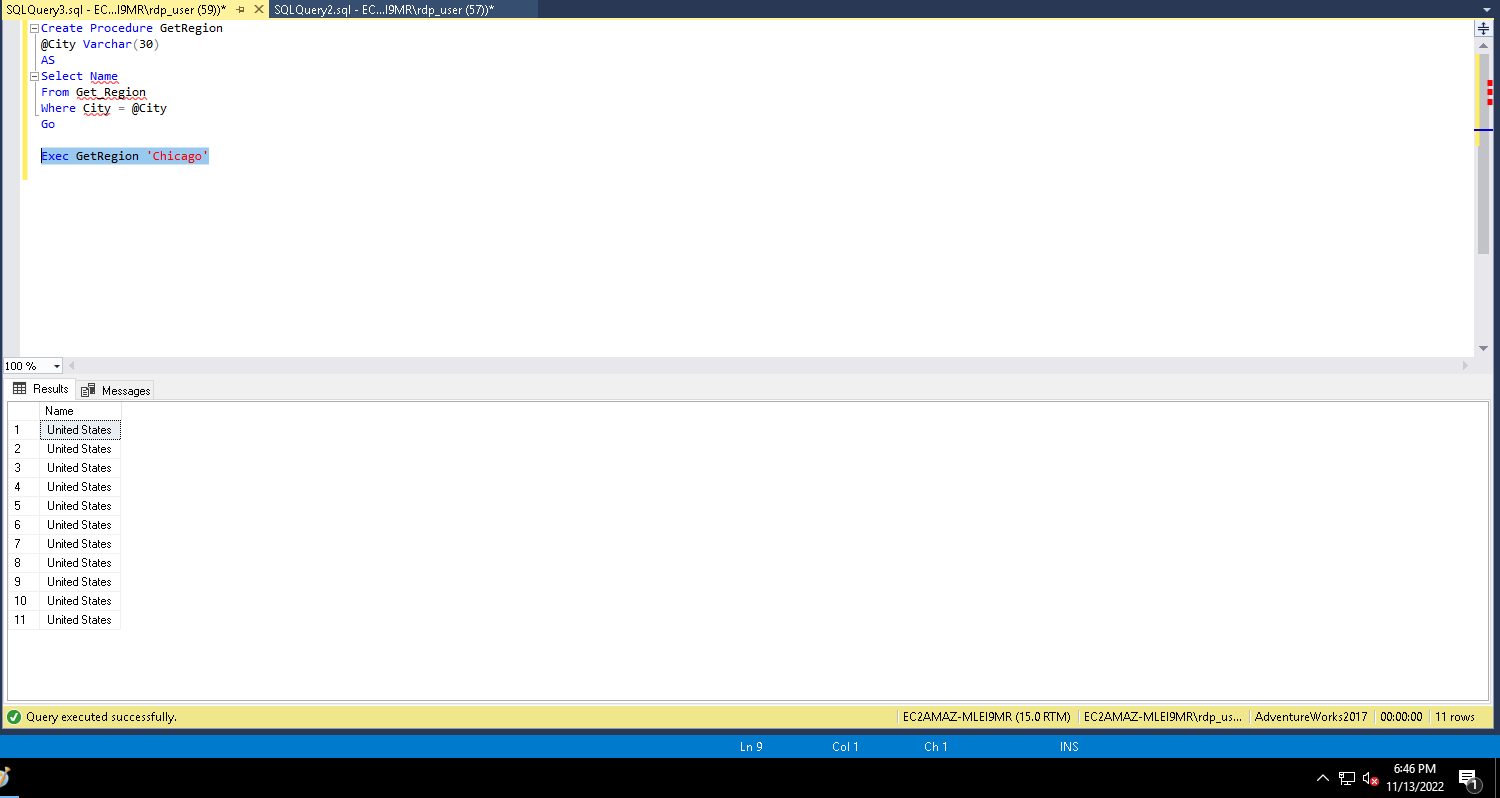 SQLQuery3.sql - EC...I9MR\rdp_user (59))* SQLQuery2.sql - EC...I9MR\rdp_user (57))*
Create Procedure GetRegion
@City Varchar(30)
AS
Select Name
From Get_Region
Where City = @City
Go
Exec GetRegion 'Chicago'
100 %
Results Messages
Name
1 United States
2 United States
3 United States
4 United States
5 United States
6 United States
7 United States
8 United States
9 United States
10 United States
11 United States
Query executed successfully. EC2AMAZ-MLEI9MR (15.0 RTM) EC2AMAZ-MLEI9MR\rdp_us... AdventureWorks2017 00:00:00 11 rows
Ln 9 Col 1 Ch 1 INS
6:46 PM
11/13/2022
1